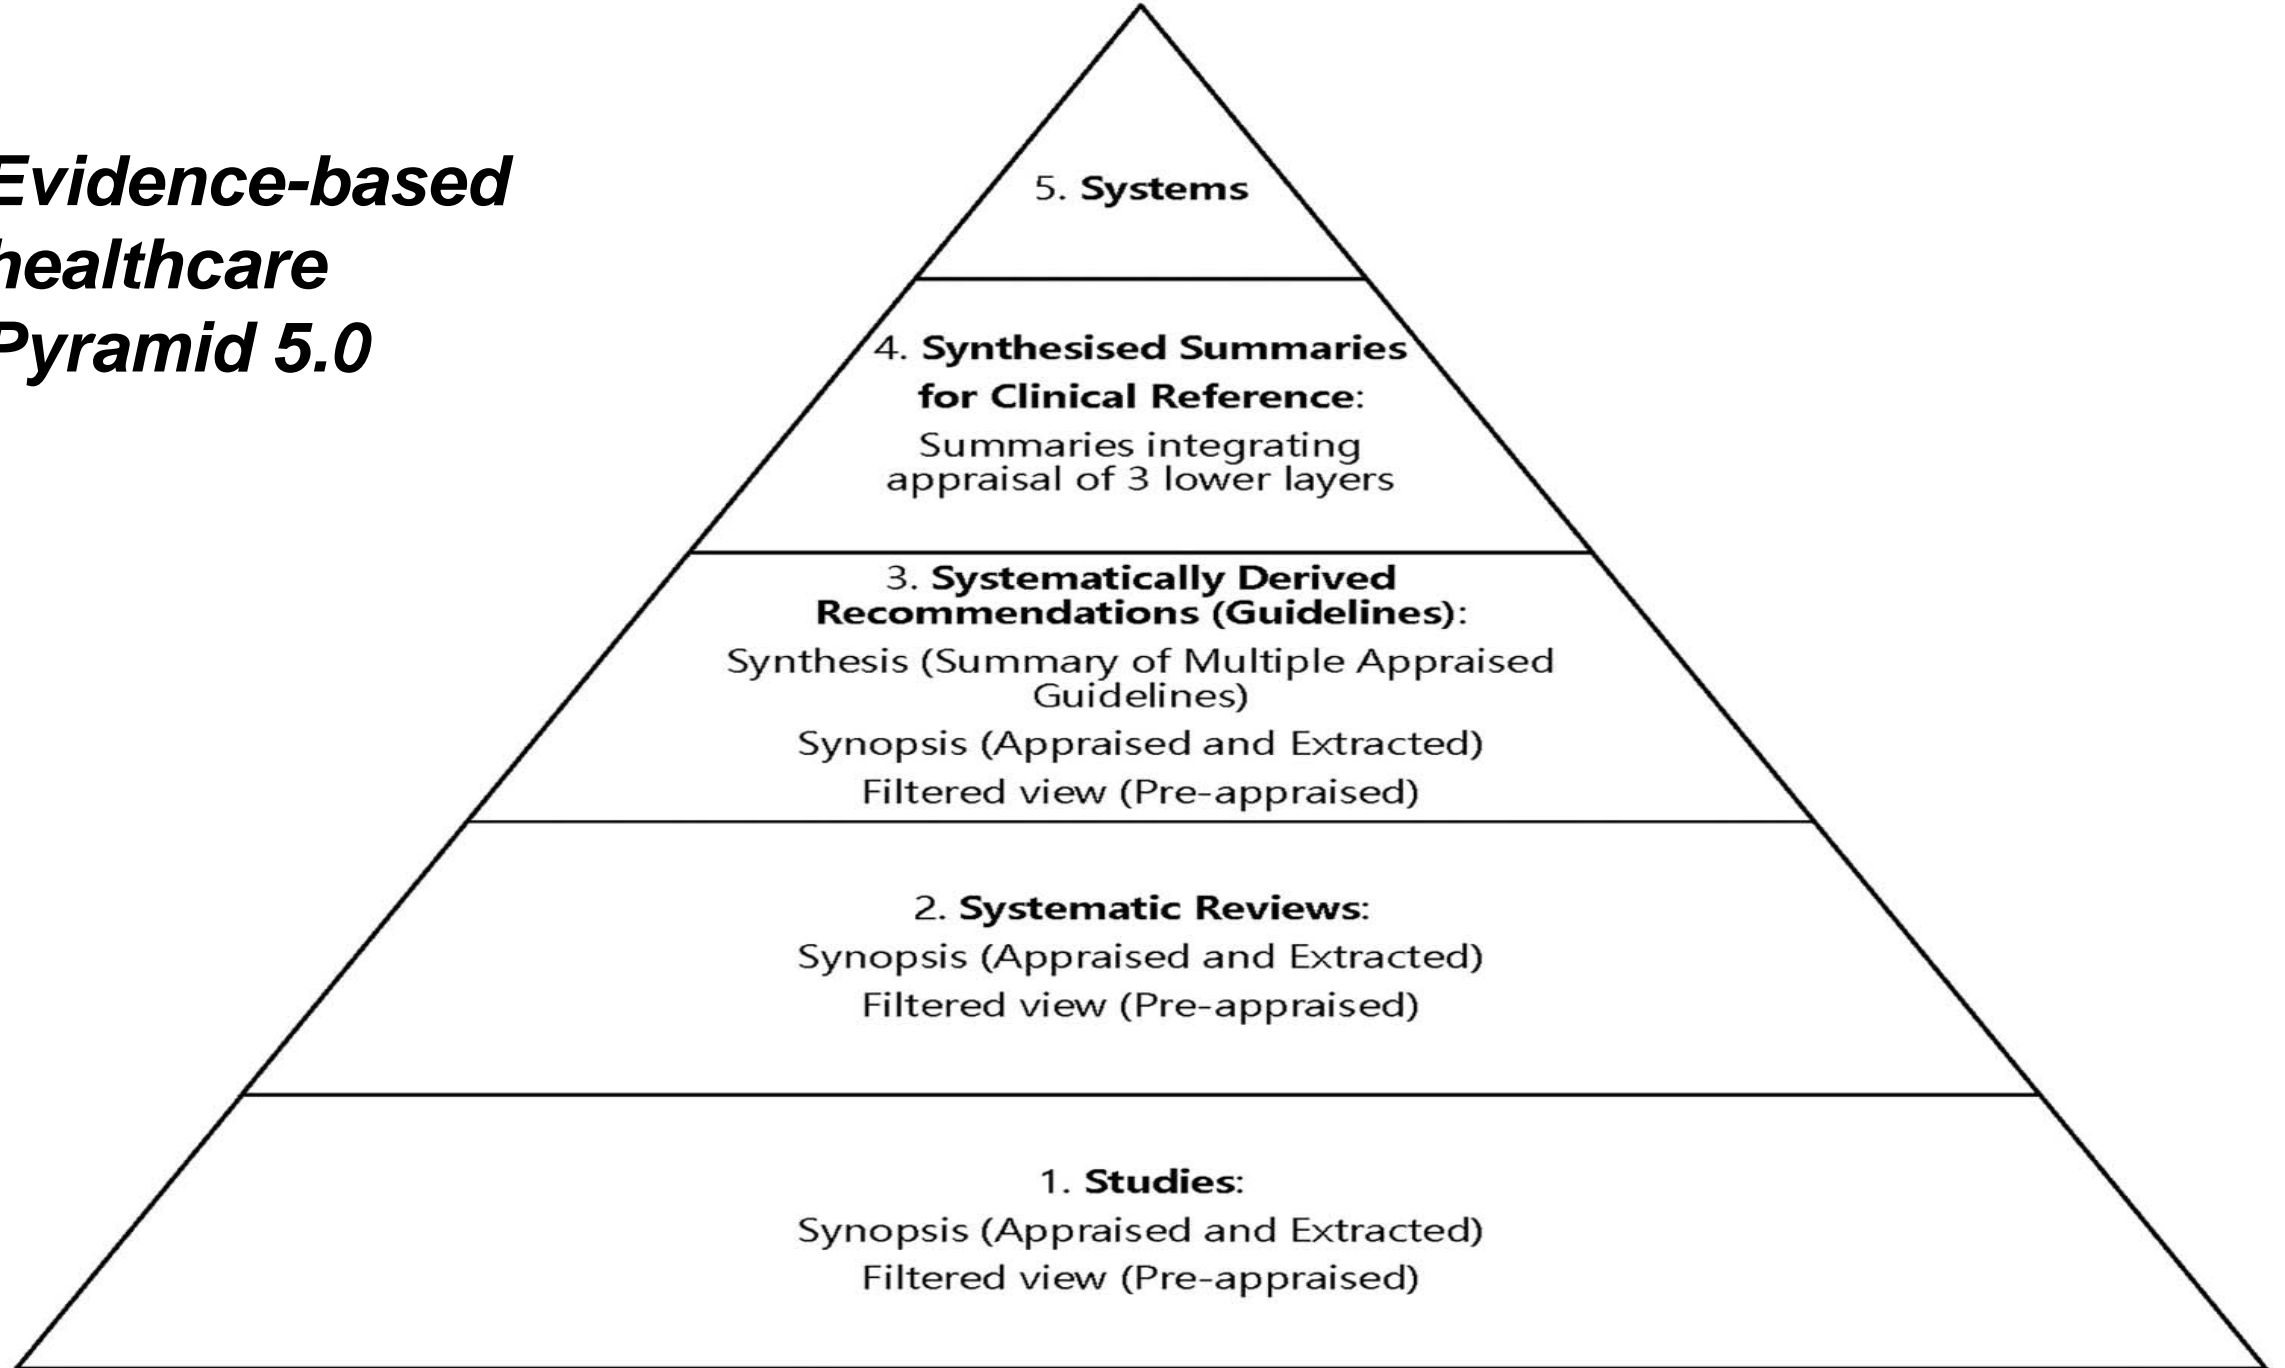 Evidence-based
healthcare
Pyramid 5.0
5. Systems
4. Synthesised Summaries
for Clinical Reference:
Summaries integrating
appraisal of 3 lower layers
3. Systematically Derived
Recommendations (Guidelines):
Synthesis (Summary of Multiple Appraised
Guidelines)
Synopsis (Appraised and Extracted)
Filtered view (Pre-appraised)
2. Systematic Reviews:
Synopsis (Appraised and Extracted)
Filtered view (Pre-appraised)
1. Studies:
Synopsis (Appraised and Extracted)
Filtered view (Pre-appraised)